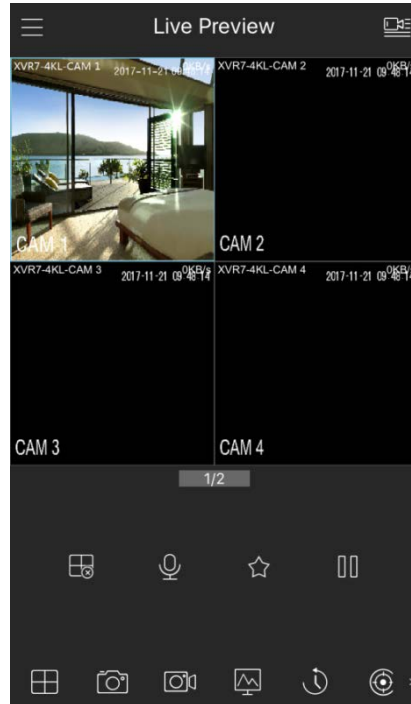 Live Preview
XVR7-4KL-CAM 1 0KB/s
2017-11-21
CAM 1
XVR7-4KL-CAM 2 0KB/s
2017-11-21 09:48:14
CAM 2
XVR7-4KL-CAM 3 0KB/s
2017-11-21 09:48:14
CAM 3
XVR7-4KL-CAM 4 0KB/s
2017-11-21 09:48:14
CAM 4
1/2